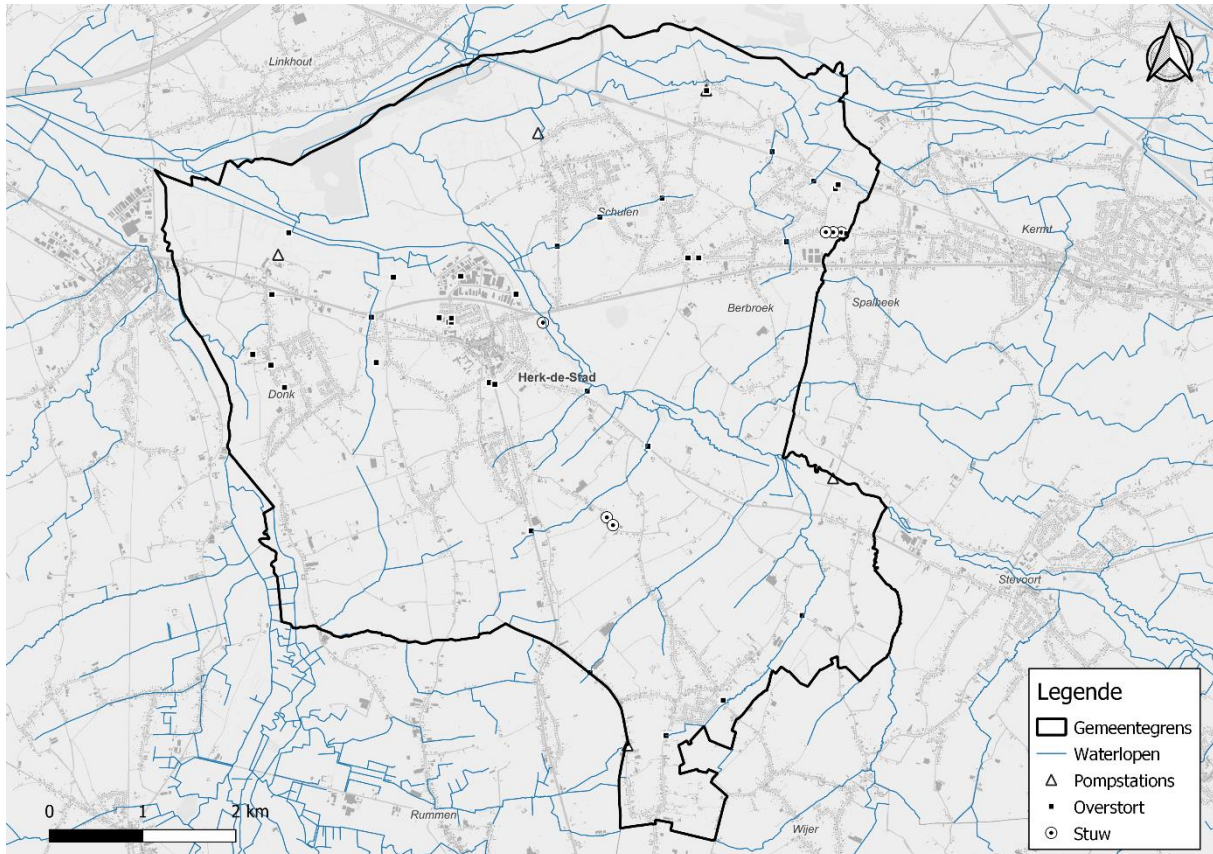 Linkhout
Schulen
Kermt
Berbroek
Spalbeek
Herk-de-Stad
Donk
Stevoort
Rummen
Wijer
0 1 2 km
Legende
Gemeentegrens
Waterlopen
Pompstations
Overstort
Stuw